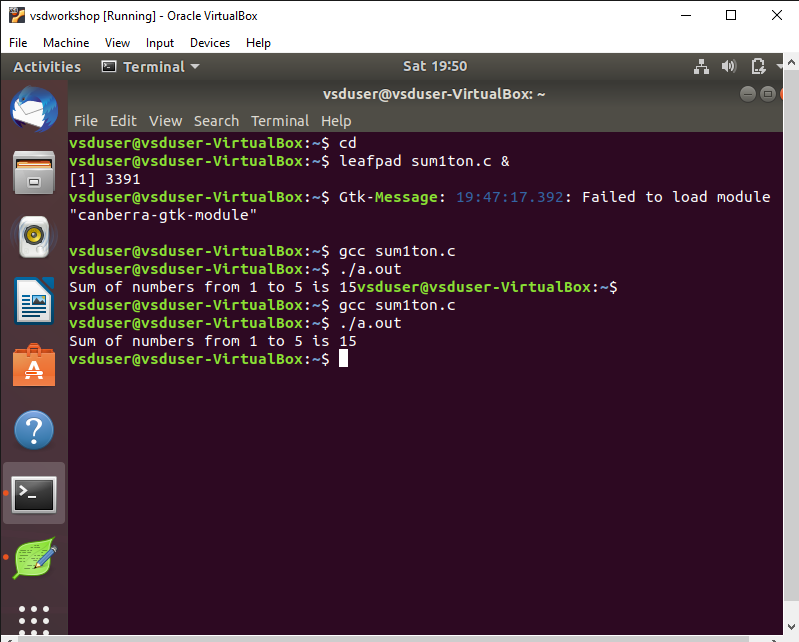 vsdworkshop [Running] - Oracle VirtualBox
File Machine View Input Devices Help
Activities Terminal Sat 19:50
vsduser@vsduser-VirtualBox: ~
File Edit View Search Terminal Help
vsduser@vsduser-VirtualBox:~$ cd
vsduser@vsduser-VirtualBox:~$ leafpad sum1ton.c &
[1] 3391
vsduser@vsduser-VirtualBox:~$ Gtk-Message: 19:47:17.392: Failed to load module
"canberra-gtk-module"
vsduser@vsduser-VirtualBox:~$ gcc sum1ton.c
vsduser@vsduser-VirtualBox:~$ ./a.out
Sum of numbers from 1 to 5 is 15vsduser@vsduser-VirtualBox:~$
vsduser@vsduser-VirtualBox:~$ gcc sum1ton.c
vsduser@vsduser-VirtualBox:~$ ./a.out
Sum of numbers from 1 to 5 is 15
vsduser@vsduser-VirtualBox:~$